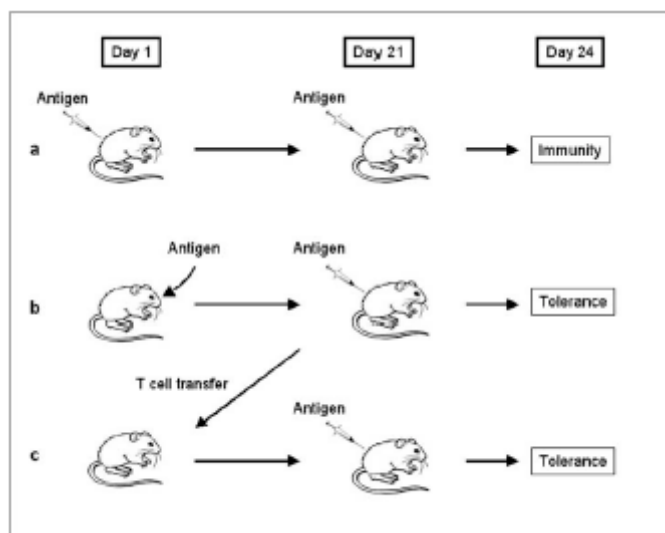 Day 1 Day 21 Day 24
Antigen Antigen
a Immunity
Antigen Antigen
b Tolerance
T cell transfer
Antigen
c Tolerance